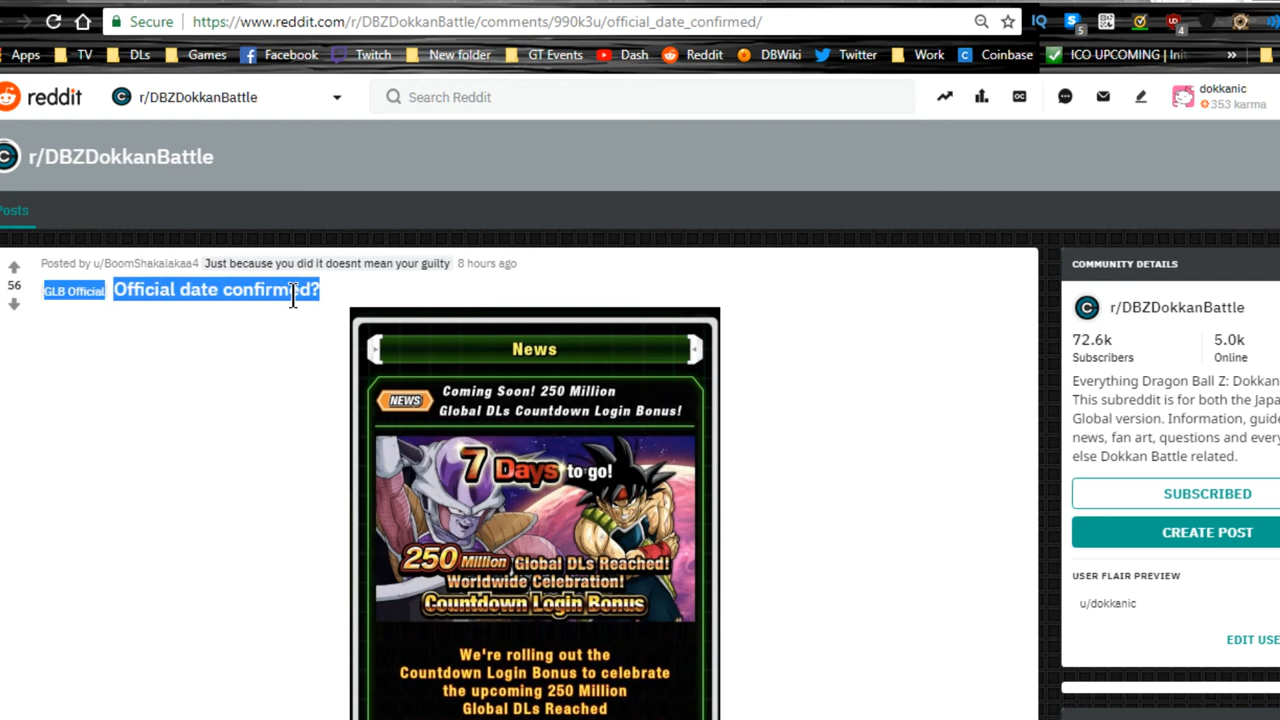 Secure
https://www.reddit.com/r/DBZDokkanBattle/comments/990k3u/official_date_confirmed/
Apps TV DLs Games Facebook Twitch New folder GT Events Dash Reddit DBWiki Twitter Work Coinbase ICO UPCOMING | Init
reddit r/DBZDokkanBattle Search Reddit dokkanic
353 karma
r/DBZDokkanBattle
Posts
Posted by u/BoomShakalakaa4 Just because you did it doesnt mean your guilty 8 hours ago
56
GLB Official Official date confirmed?
News
NEWS
Coming Soon! 250 Million
Global DLs Countdown Login Bonus!
7 Days to go!
250 Million Global DLs Reached!
Worldwide Celebration!
Countdown Login Bonus
We're rolling out the
Countdown Login Bonus to celebrate
the upcoming 250 Million
Global DLs Reached
COMMUNITY DETAILS
r/DBZDokkanBattle
72.6k 5.0k
Subscribers Online
Everything Dragon Ball Z: Dokkan
This subreddit is for both the Japa
Global version. Information, guide
news, fan art, questions and every
else Dokkan Battle related.
SUBSCRIBED
CREATE POST
USER FLAIR PREVIEW
u/dokkanic
EDIT USE